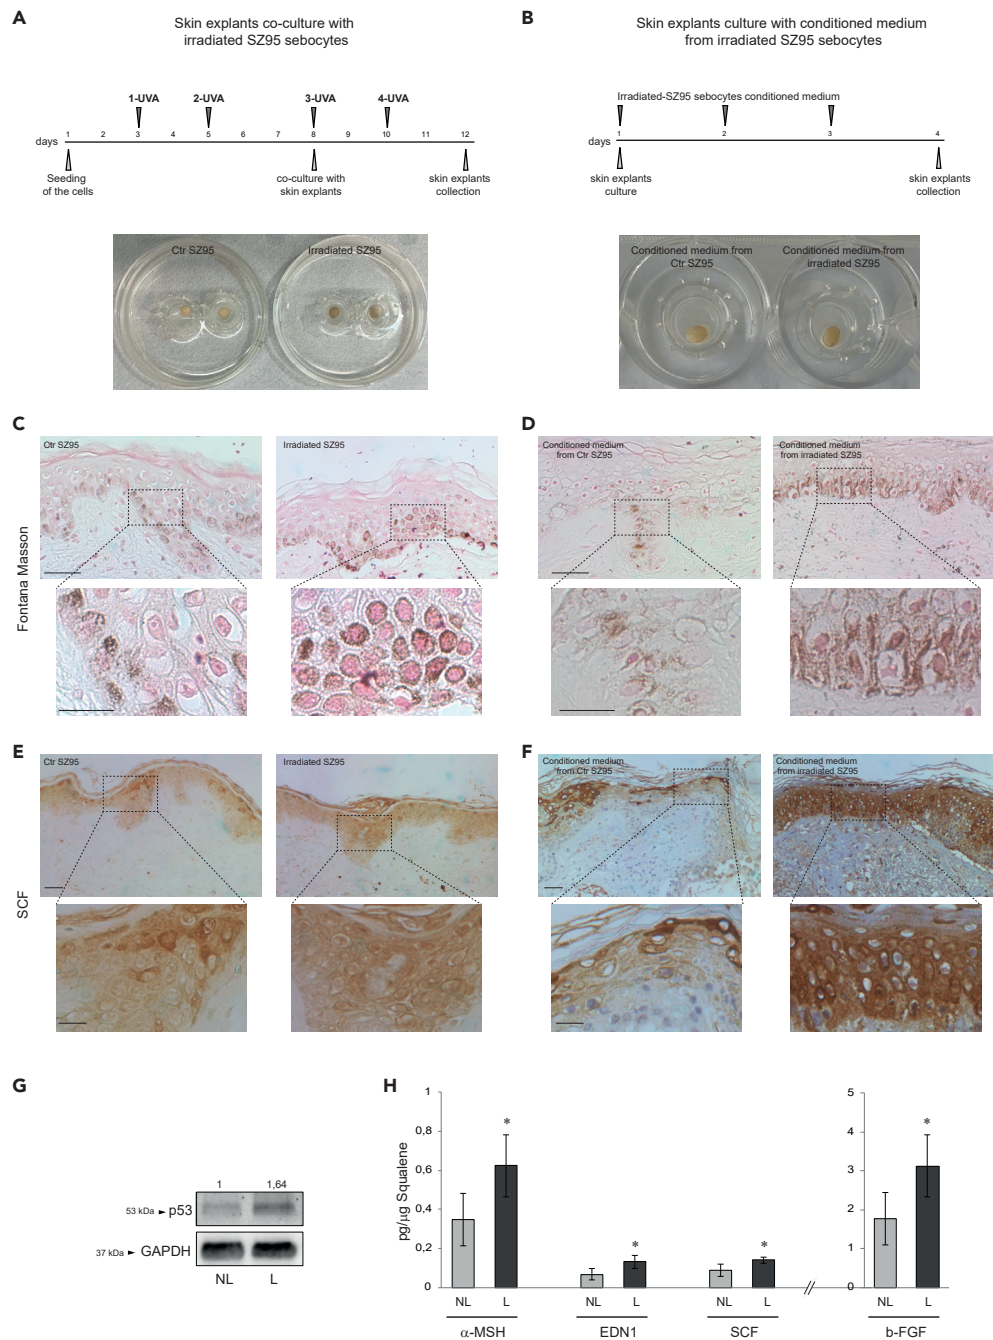 A
Skin explants co-culture with
irradiated SZ95 sebocytes
1-UVA 2-UVA 3-UVA 4-UVA
days 1 2 3 4 5 6 7 8 9 10 11 12
Seeding
of the cells
co-culture with
skin explants
skin explants
collection
Ctr SZ95
Irradiated SZ95
B
Skin explants culture with conditioned medium
from irradiated SZ95 sebocytes
Irradiated-SZ95 sebocytes conditioned medium
days 1 2 3 4
skin explants
culture
skin explants
collection
Conditioned medium from
Ctr SZ95
Conditioned medium from
irradiated SZ95
C
Fontana Masson
Ctr SZ95
Irradiated SZ95
D
Conditioned medium
from Ctr SZ95
Conditioned medium
from irradiated SZ95
E
SCF
Ctr SZ95
Irradiated SZ95
F
Conditioned medium
from Ctr SZ95
Conditioned medium
from irradiated SZ95
G
1 1,64
53 kDa p53
37 kDa GAPDH
NL L
H
pg/μg Squalene
1
0,8
0,6
0,4
0,2
0
* * *
NL L NL L NL L
α-MSH EDN1 SCF
//
5
4
3
2
1
0
*
NL L
b-FGF